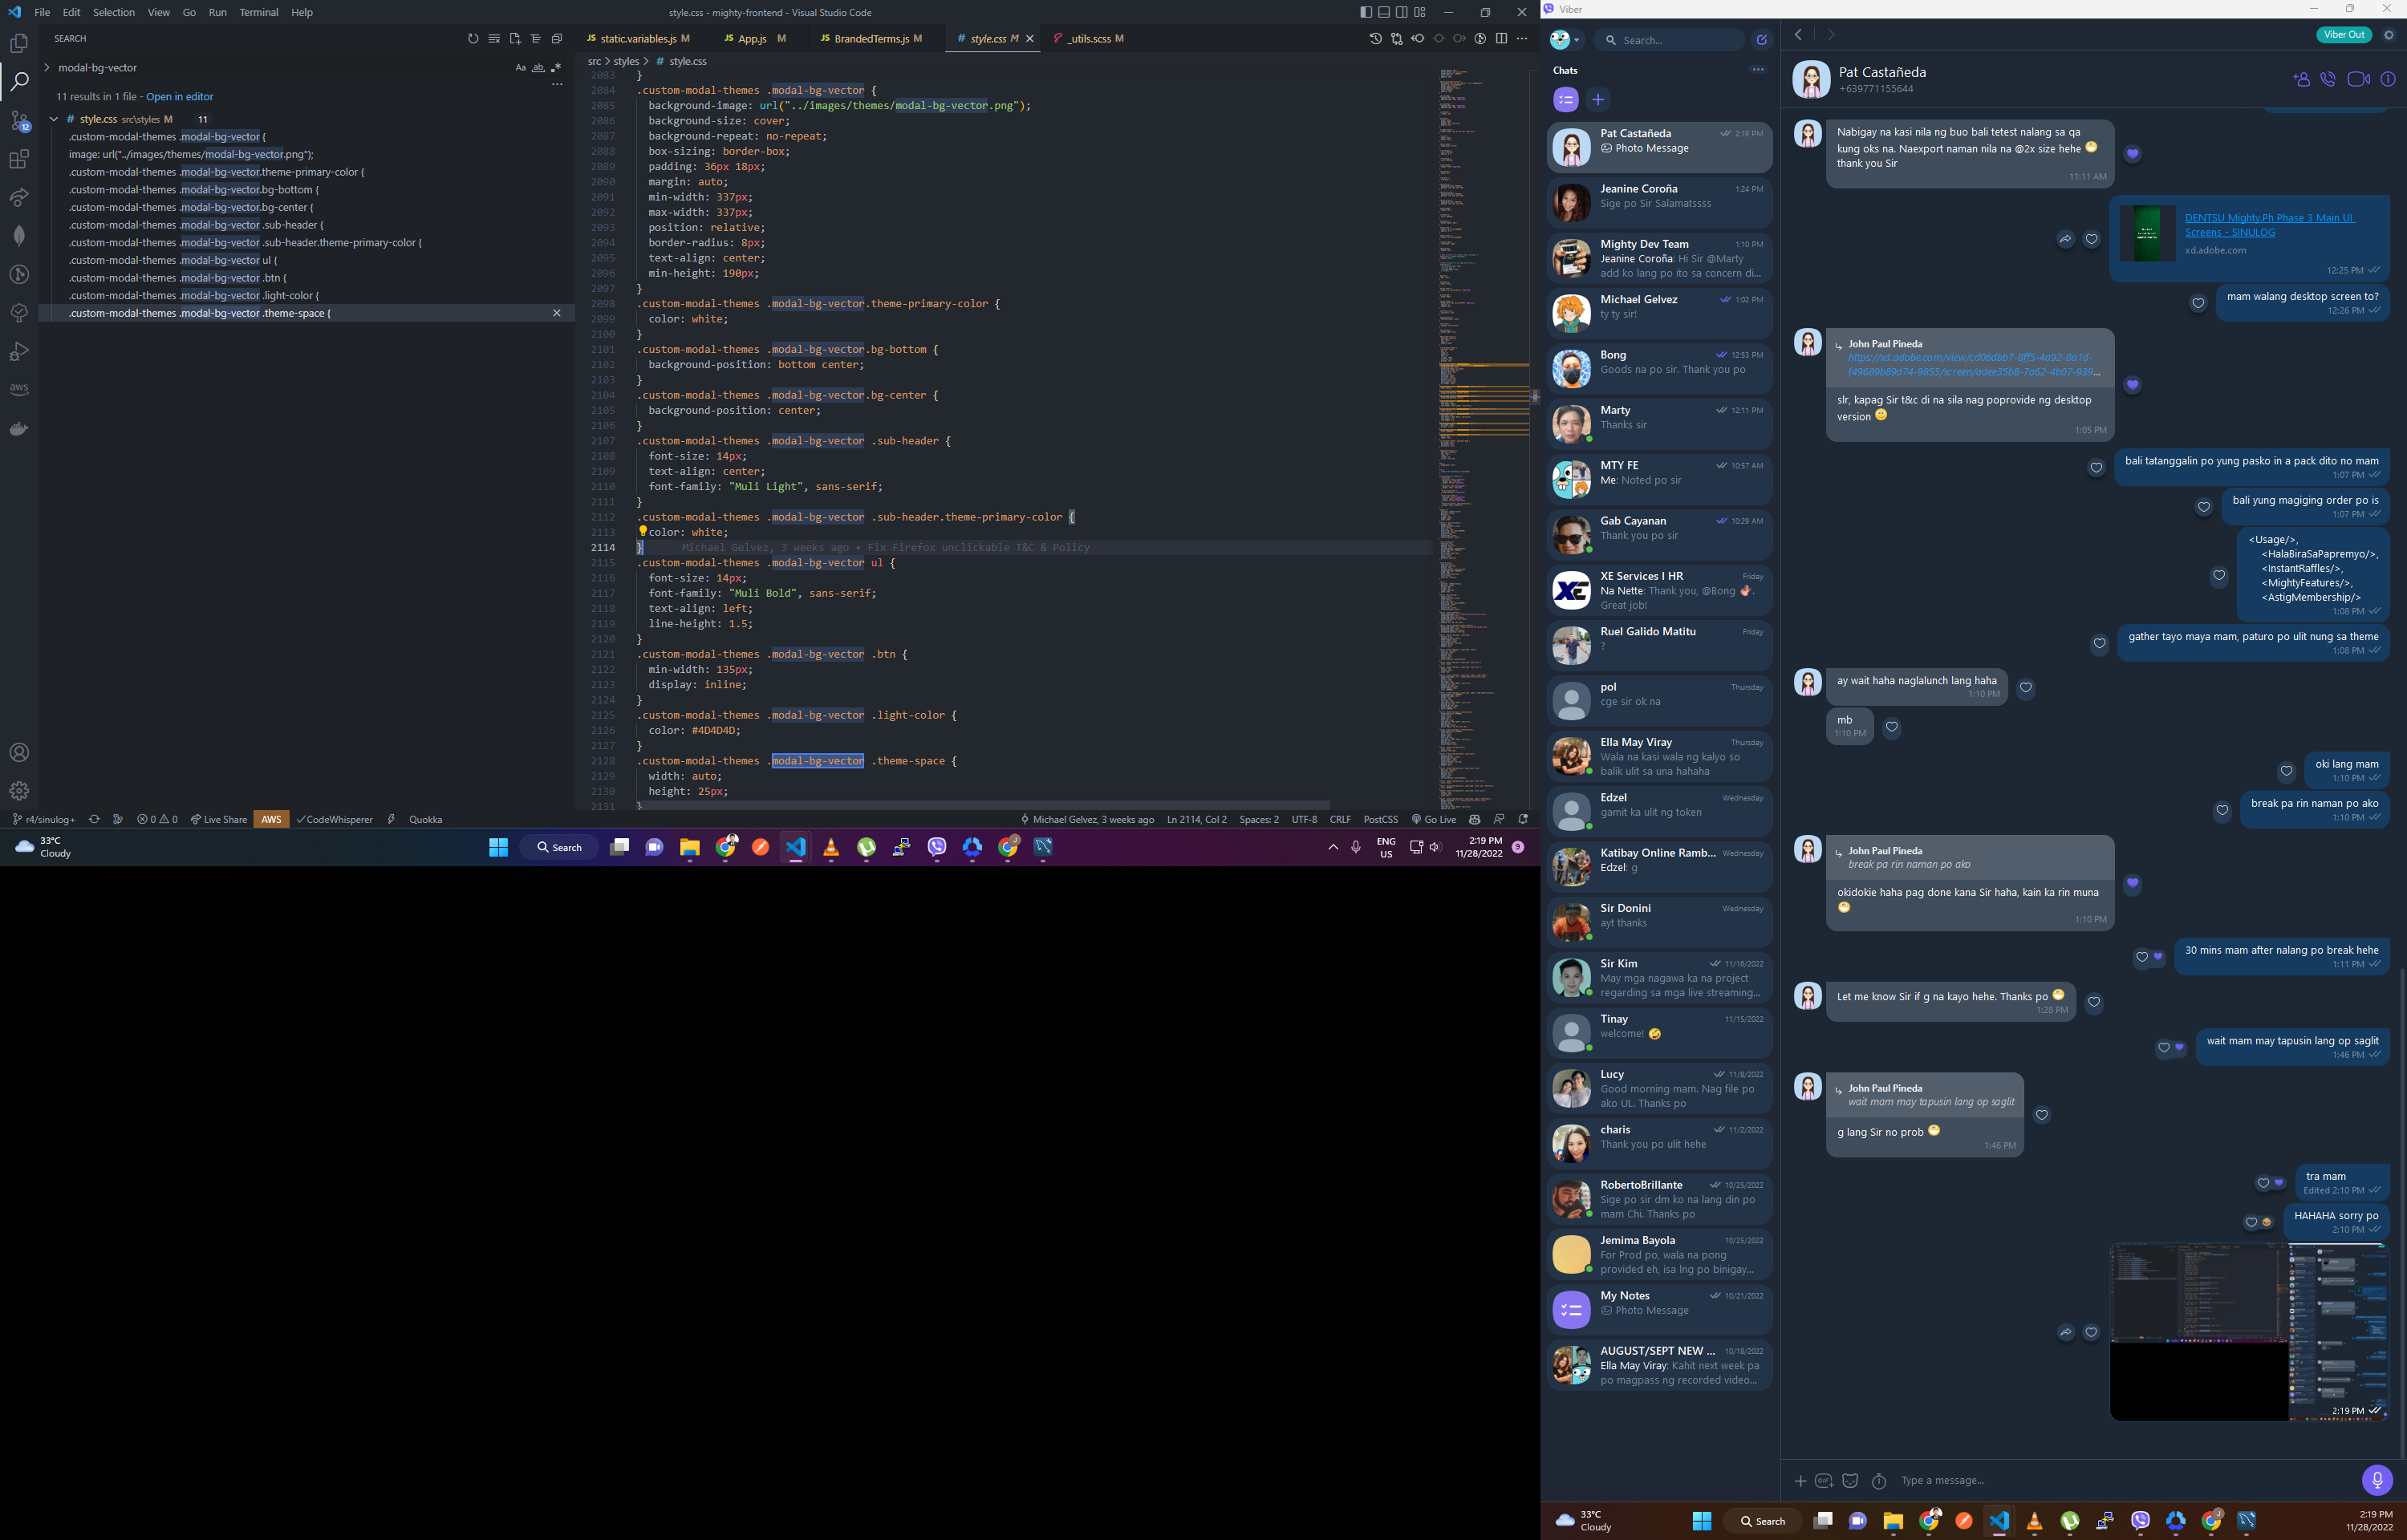 File Edit Selection View Go Run Terminal Help
style.css - mighty-frontend - Visual Studio Code
SEARCH
modal-bg-vector
11 results in 1 file - Open in editor
style.css src\styles M 11
.custom-modal-themes .modal-bg-vector {
image: url("../images/themes/modal-bg-vector.png");
.custom-modal-themes .modal-bg-vector.theme-primary-color {
.custom-modal-themes .modal-bg-vector.bg-bottom {
.custom-modal-themes .modal-bg-vector.bg-center {
.custom-modal-themes .modal-bg-vector .sub-header {
.custom-modal-themes .modal-bg-vector .sub-header.theme-primary-color {
.custom-modal-themes .modal-bg-vector ul {
.custom-modal-themes .modal-bg-vector .btn {
.custom-modal-themes .modal-bg-vector .light-color {
.custom-modal-themes .modal-bg-vector .theme-space {
12
aws
JS static.variables.js M
JS App.js M
JS BrandedTerms.js M
# style.css M
_utils.scss M
src > styles > # style.css
2083 }
2084 .custom-modal-themes .modal-bg-vector {
2085 background-image: url("../images/themes/modal-bg-vector.png");
2086 background-size: cover;
2087 background-repeat: no-repeat;
2088 box-sizing: border-box;
2089 padding: 36px 18px;
2090 margin: auto;
2091 min-width: 337px;
2092 max-width: 337px;
2093 position: relative;
2094 border-radius: 8px;
2095 text-align: center;
2096 min-height: 190px;
2097 }
2098 .custom-modal-themes .modal-bg-vector.theme-primary-color {
2099 color: white;
2100 }
2101 .custom-modal-themes .modal-bg-vector.bg-bottom {
2102 background-position: bottom center;
2103 }
2104 .custom-modal-themes .modal-bg-vector.bg-center {
2105 background-position: center;
2106 }
2107 .custom-modal-themes .modal-bg-vector .sub-header {
2108 font-size: 14px;
2109 text-align: center;
2110 font-family: "Muli Light", sans-serif;
2111 }
2112 .custom-modal-themes .modal-bg-vector .sub-header.theme-primary-color {
2113 color: white;
2114 } Michael Gelvez, 3 weeks ago • Fix Firefox unclickable T&C & Policy
2115 .custom-modal-themes .modal-bg-vector ul {
2116 font-size: 14px;
2117 font-family: "Muli Bold", sans-serif;
2118 text-align: left;
2119 line-height: 1.5;
2120 }
2121 .custom-modal-themes .modal-bg-vector .btn {
2122 min-width: 135px;
2123 display: inline;
2124 }
2125 .custom-modal-themes .modal-bg-vector .light-color {
2126 color: #4D4D4D;
2127 }
2128 .custom-modal-themes .modal-bg-vector .theme-space {
2129 width: auto;
2130 height: 25px;
2131 }
r4/sinulog+ 0 0 Live Share AWS CodeWhisperer Quokka
Michael Gelvez, 3 weeks ago Ln 2114, Col 2 Spaces: 2 UTF-8 CRLF PostCSS Go Live
33°C
Cloudy
Search
ENG
US
2:19 PM
11/28/2022
9
Viber
Search...
Chats
Pat Castañeda 2:19 PM
Photo Message
Jeanine Coroña 1:24 PM
Sige po Sir Salamatssss
Mighty Dev Team 1:10 PM
Jeanine Coroña: Hi Sir @Marty
add ko lang po ito sa concern di...
Michael Gelvez 1:02 PM
ty ty sir!
Bong 12:53 PM
Goods na po sir. Thank you po
Marty 12:11 PM
Thanks sir
MTY FE 10:57 AM
Me: Noted po sir
Gab Cayanan 10:29 AM
Thank you po sir
XE Services I HR Friday
Na Nette: Thank you, @Bong
Great job!
Ruel Galido Matitu Friday
?
pol Thursday
cge sir ok na
Ella May Viray Thursday
Wala na kasi wala ng kalyo so
balik ulit sa una hahaha
Edzel Wednesday
gamit ka ulit ng token
Katibay Online Ramb... Wednesday
Edzel: g
Sir Donini Wednesday
ayt thanks
Sir Kim 11/16/2022
May mga nagawa ka na project
regarding sa mga live streaming...
Tinay 11/15/2022
welcome! 🤣
Lucy 11/8/2022
Good morning mam. Nag file po
ako UL. Thanks po
charis 11/2/2022
Thank you po ulit hehe
RobertoBrillante 10/25/2022
Sige po sir dm ko na lang din po
mam Chi. Thanks po
Jemima Bayola 10/25/2022
For Prod po, wala na pong
provided eh, isa lng po binigay...
My Notes 10/21/2022
Photo Message
AUGUST/SEPT NEW ... 10/18/2022
Ella May Viray: Kahit next week pa
po magpass ng recorded video...
Viber Out
Pat Castañeda
+639771155644
Nabigay na kasi nila ng buo bali tetest nalang sa qa
kung oks na. Naexport naman nila na @2x size hehe 😁
thank you Sir
11:11 AM
DENTSU Mighty.Ph Phase 3 Main UI
Screens - SINULOG
xd.adobe.com
12:25 PM
mam walang desktop screen to?
12:26 PM
John Paul Pineda
https://xd.adobe.com/view/cd06dbb7-8ff5-4a92-8a1d-
f49689b89d74-9855/screen/adee35b8-7a62-4b07-939...
slr, kapag Sir t&c di na sila nag poprovide ng desktop
version
1:05 PM
bali tatanggalin po yung pasko in a pack dito no mam
1:07 PM
bali yung magiging order po is
1:07 PM
<Usage/>,
<HalaBiraSaPapremyo/>,
<InstantRaffles/>,
<MightyFeatures/>,
<AstigMembership/>
1:08 PM
gather tayo maya mam, paturo po ulit nung sa theme
1:08 PM
ay wait haha naglalunch lang haha
1:10 PM
mb
1:10 PM
oki lang mam
1:10 PM
break pa rin naman po ako
1:10 PM
John Paul Pineda
break pa rin naman po ako
okidokie haha pag done kana Sir haha, kain ka rin muna
😁
1:10 PM
30 mins mam after nalang po break hehe
1:11 PM
Let me know Sir if g na kayo hehe. Thanks po 😁
1:28 PM
wait mam may tapusin lang op saglit
1:46 PM
John Paul Pineda
wait mam may tapusin lang op saglit
g lang Sir no prob 😁
1:46 PM
tra mam
Edited 2:10 PM
HAHAHA sorry po
2:10 PM
2:19 PM
GIF
Type a message...
33°C
Cloudy
Search
2:19 PM
11/28/2022